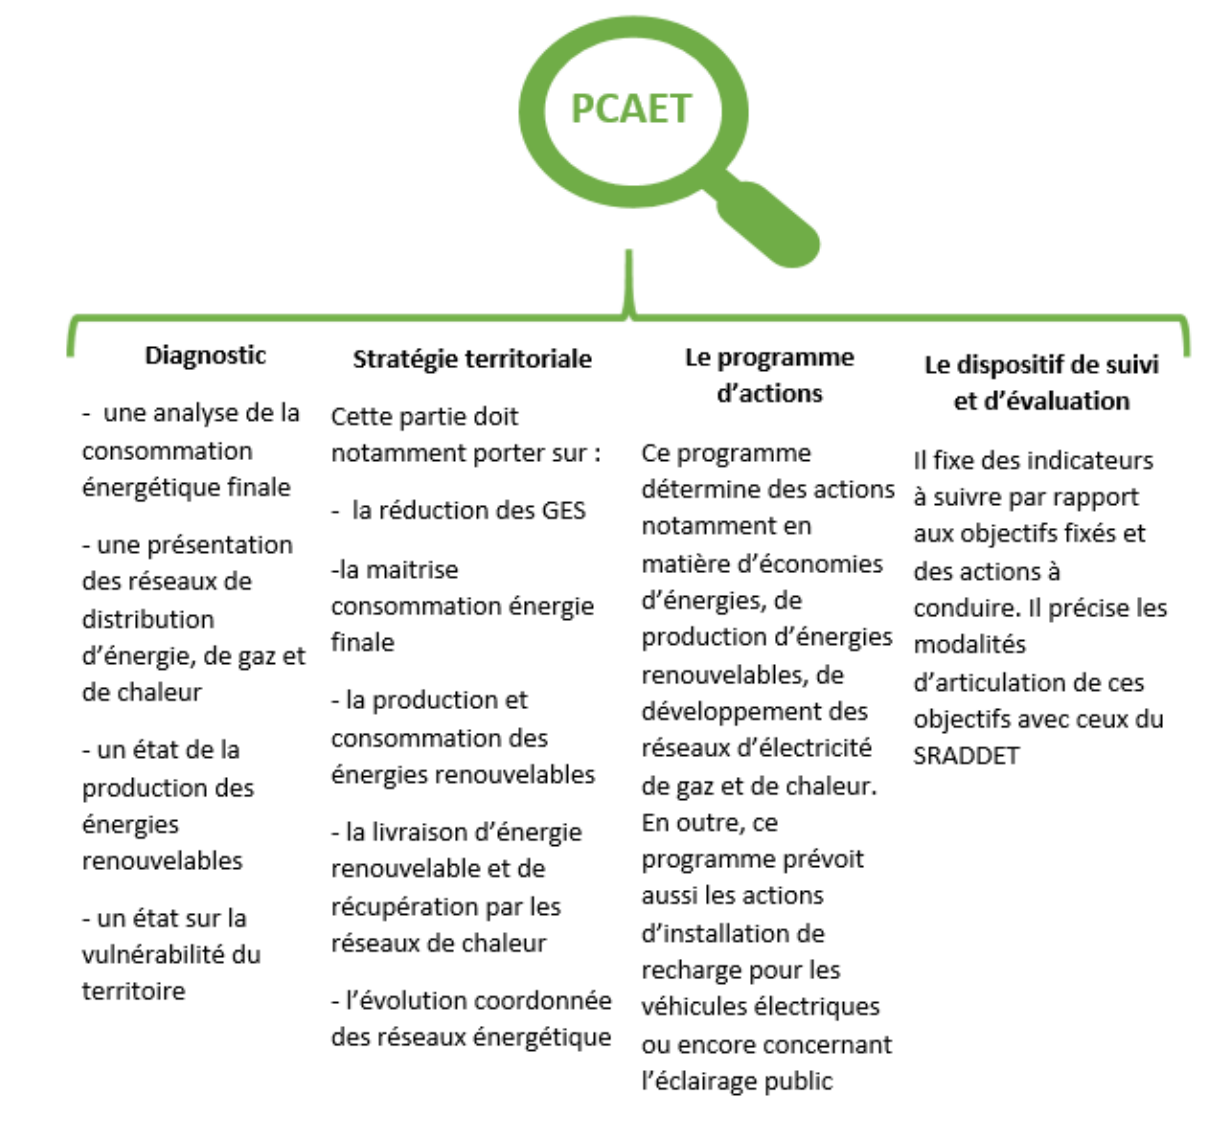 PCAET
Diagnostic
- une analyse de la
consommation
énergétique finale
- une présentation
des réseaux de
distribution
d'énergie, de gaz et
de chaleur
- un état de la
production des
énergies
renouvelables
- un état sur la
vulnérabilité du
territoire
Stratégie territoriale
Cette partie doit
notamment porter sur :
- la réduction des GES
-la maitrise
consommation énergie
finale
- la production et
consommation des
énergies renouvelables
- la livraison d'énergie
renouvelable et de
récupération par les
réseaux de chaleur
- l'évolution coordonnée
des réseaux énergétique
Le programme
d'actions
Ce programme
détermine des actions
notamment en
matière d'économies
d'énergies, de
production d'énergies
renouvelables, de
développement des
réseaux d'électricité
de gaz et de chaleur.
En outre, ce
programme prévoit
aussi les actions
d'installation de
recharge pour les
véhicules électriques
ou encore concernant
l'éclairage public
Le dispositif de suivi
et d'évaluation
Il fixe des indicateurs
à suivre par rapport
aux objectifs fixés et
des actions à
conduire. Il précise les
modalités
d'articulation de ces
objectifs avec ceux du
SRADDET